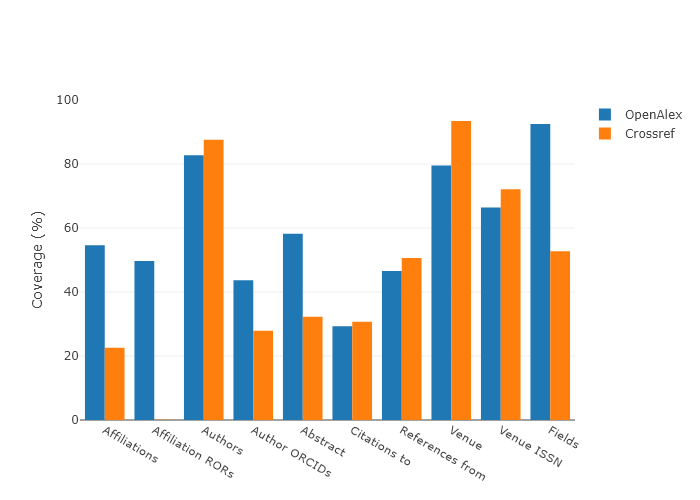 100
80
60
40
20
0
Coverage (%)
Affiliations
Affiliation RORs
Authors
Author ORCIDs
Abstract
Citations to
References from
Venue
Venue ISSN
Fields
OpenAlex
Crossref